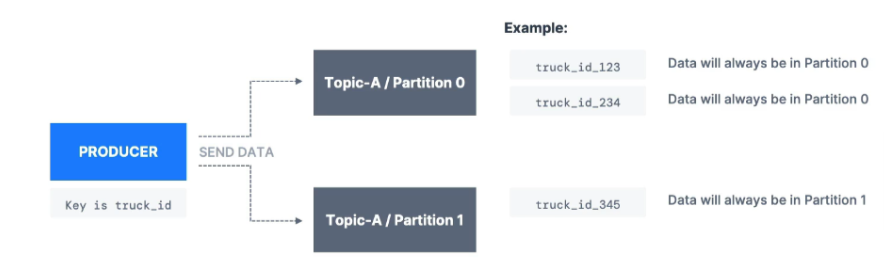 Example:
Topic-A / Partition 0
truck_id_123
Data will always be in Partition 0
truck_id_234
Data will always be in Partition 0
PRODUCER
SEND DATA
Key is truck_id
Topic-A / Partition 1
truck_id_345
Data will always be in Partition 1